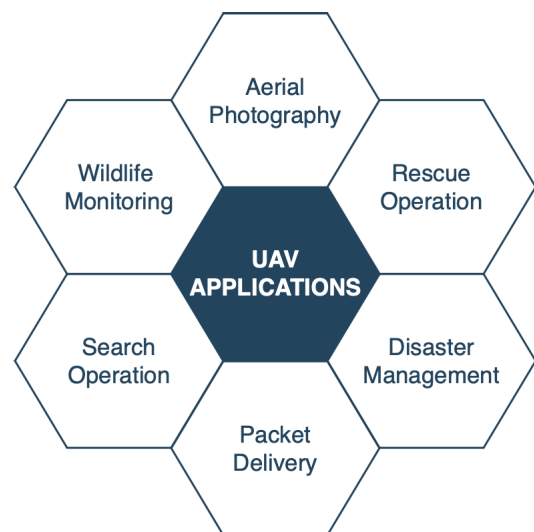 Aerial
Photography
Wildlife
Monitoring
Rescue
Operation
UAV
APPLICATIONS
Search
Operation
Disaster
Management
Packet
Delivery